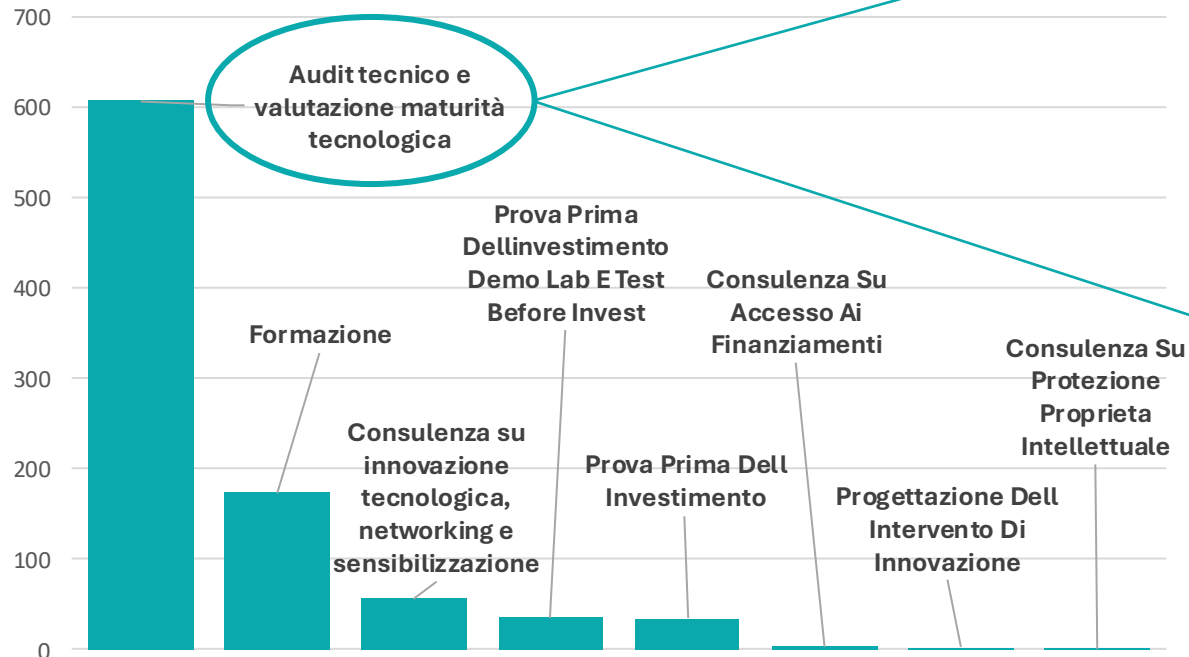 700
600
500
400
300
200
100
0
Audit tecnico e
valutazione maturità
tecnologica
Formazione
Consulenza su
innovazione
tecnologica,
networking e
sensibilizzazione
Prova Prima
Dellinvestimento
Demo Lab E Test
Before Invest
Prova Prima Dell
Investimento
Consulenza Su
Accesso Ai
Finanziamenti
Progettazione Dell
Intervento Di
Innovazione
Consulenza Su
Protezione
Proprieta
Intellettuale